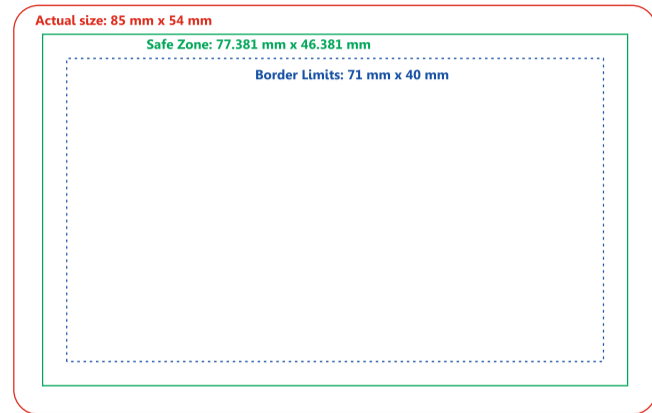 Actual size: 85 mm x 54 mm
Safe Zone: 77.381 mm x 46.381 mm
Border Limits: 71 mm x 40 mm